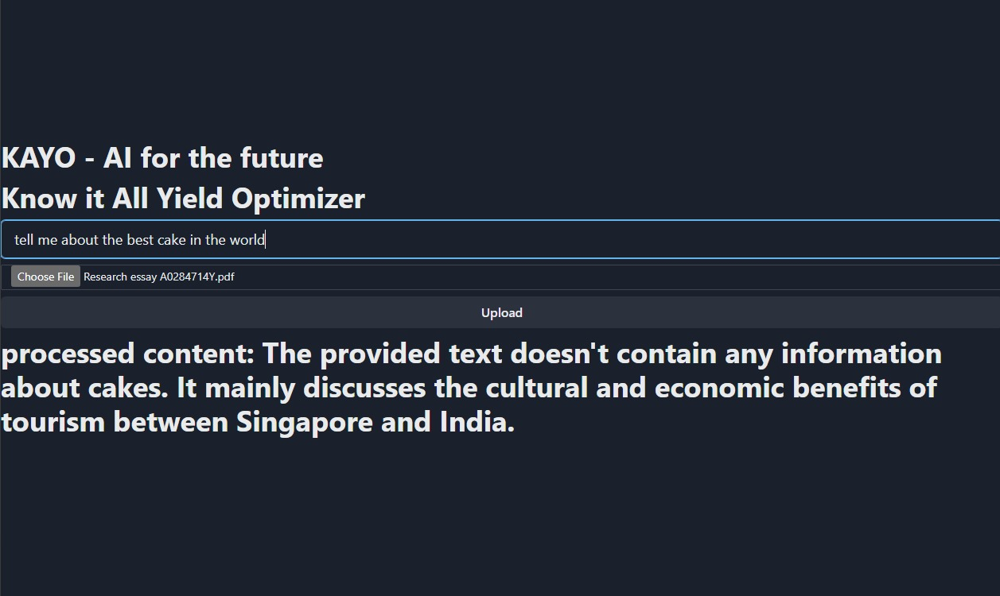 KAYO - AI for the future
Know it All Yield Optimizer
tell me about the best cake in the world
Choose File Research essay A0284714Y.pdf
Upload
processed content: The provided text doesn't contain any information
about cakes. It mainly discusses the cultural and economic benefits of
tourism between Singapore and India.